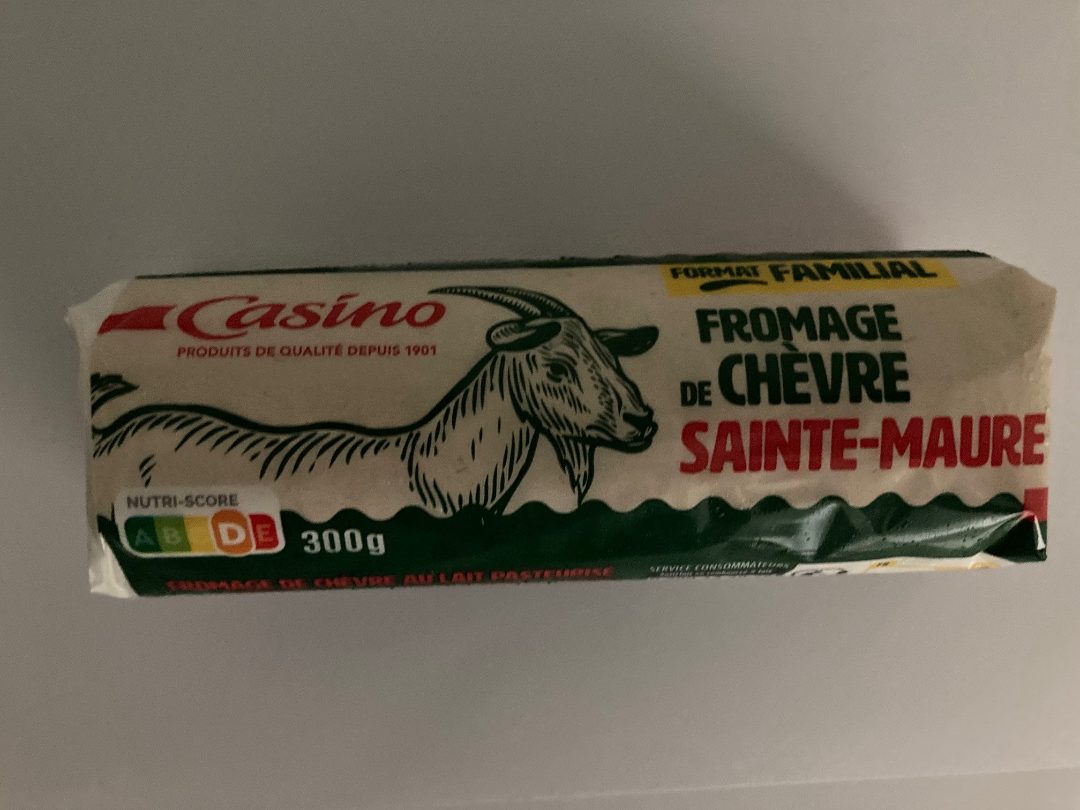 Casino
PRODUITS DE QUALITÉ DEPUIS 1901
FORMAT FAMILIAL
FROMAGE
DE CHÈVRE
SAINTE-MAURE
NUTRI-SCORE
A B D E
300g
FROMAGE DE CHÈVRE AU LAIT PASTEURISÉ
SERVICE CONSOMMATEURS